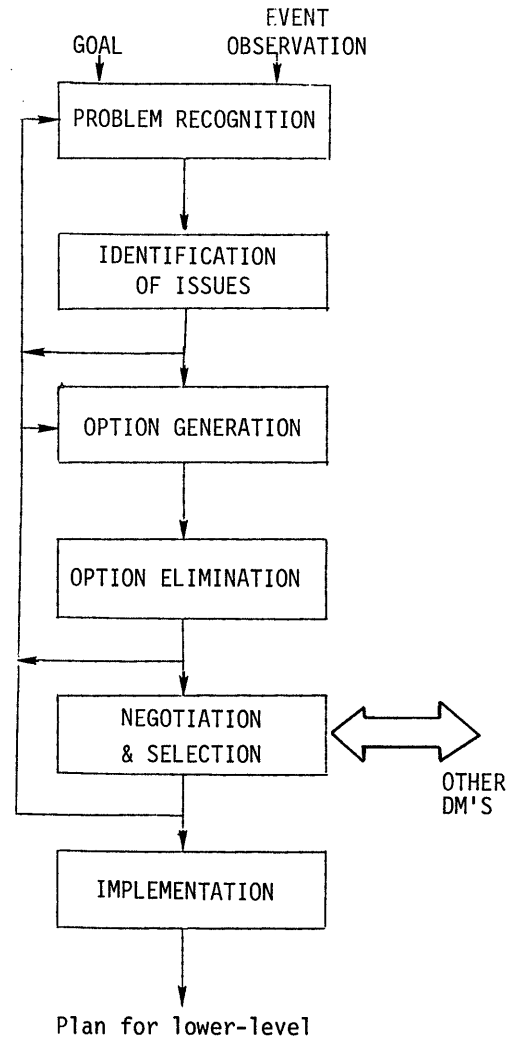 EVENT
GOAL OBSERVATION
PROBLEM RECOGNITION
IDENTIFICATION
OF ISSUES
OPTION GENERATION
OPTION ELIMINATION
NEGOTIATION
& SELECTION
OTHER
DM'S
IMPLEMENTATION
Plan for lower-level